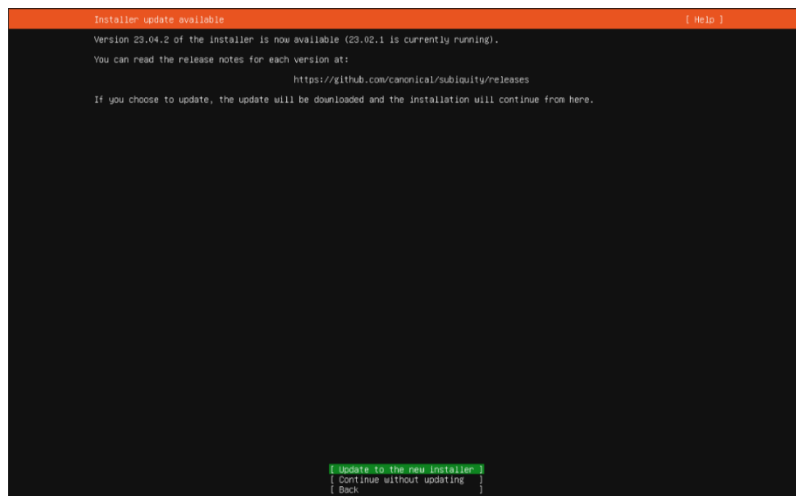 Installer update available [ Help ]
Version 23.04.2 of the installer is now available (23.02.1 is currently running).
You can read the release notes for each version at:
https://github.com/canonical/subiquity/releases
If you choose to update, the update will be downloaded and the installation will continue from here.
[ Update to the new installer ]
[ Continue without updating ]
[ Back ]